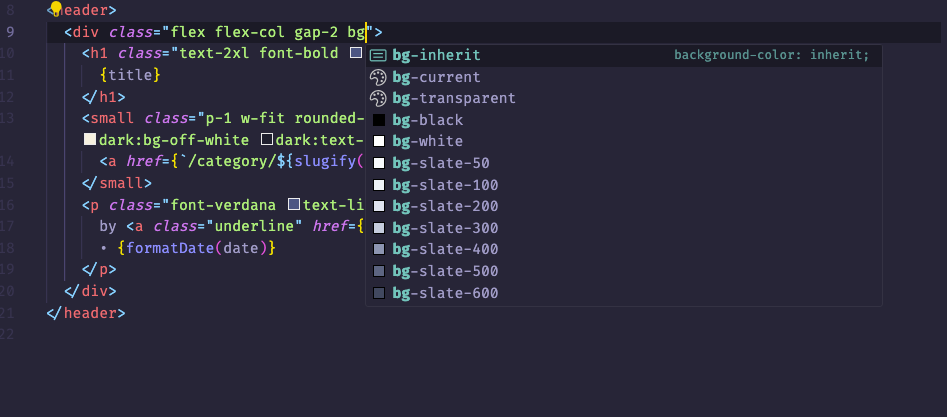 8 <header>
9 <div class="flex flex-col gap-2 bg">
10 <h1 class="text-2xl font-bold
11 {title}
12 </h1>
13 <small class="p-1 w-fit rounded-
dark:bg-off-white dark:text-
14 <a href={`/category/${slugify(
15 </small>
16 <p class="font-verdana text-li
17 by <a class="underline" href={
18 • {formatDate(date)}
19 </p>
20 </div>
21 </header>
22
bg-inherit background-color: inherit;
bg-current
bg-transparent
bg-black
bg-white
bg-slate-50
bg-slate-100
bg-slate-200
bg-slate-300
bg-slate-400
bg-slate-500
bg-slate-600